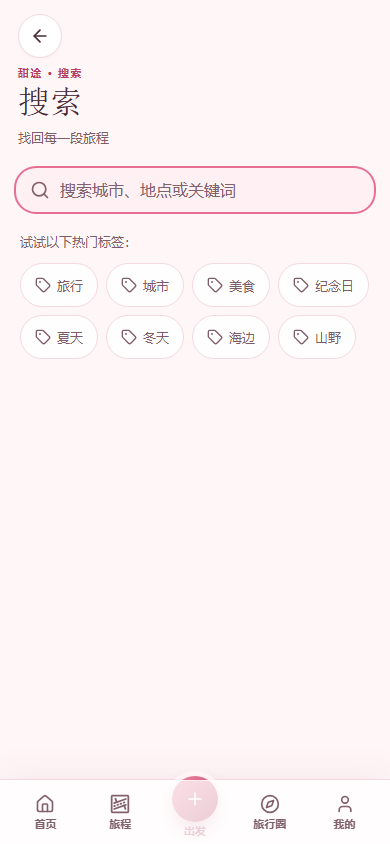 甜途 • 搜索
搜索
找回每一段旅程
搜索城市、地点或关键词
试试以下热门标签：
旅行 城市 美食 纪念日
夏天 冬天 海边 山野
首页 旅程 出发 旅行圈 我的